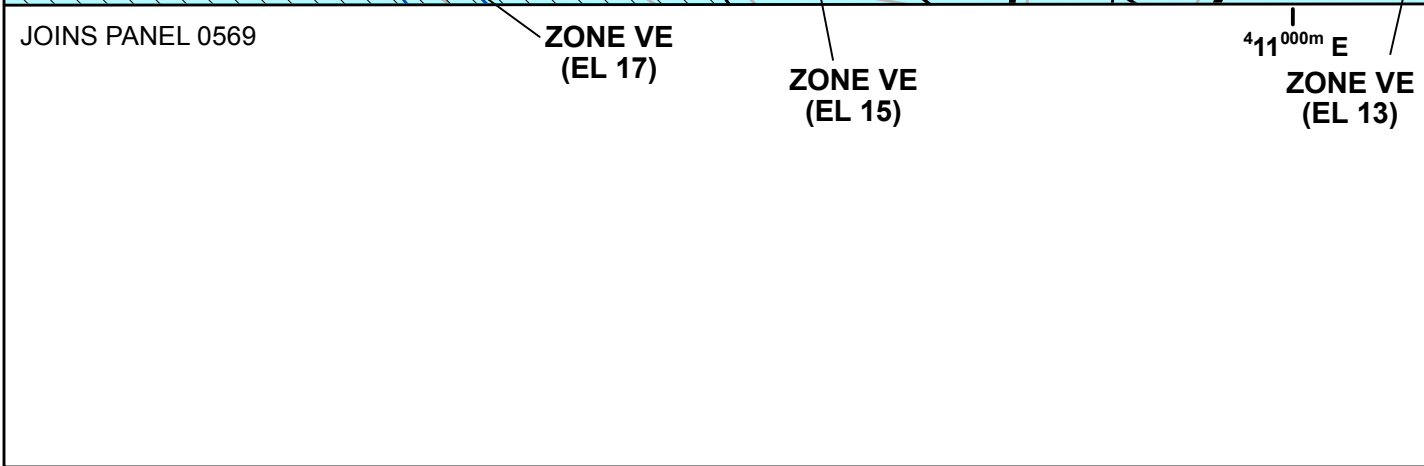 JOINS PANEL 0569
ZONE VE
(EL 17)
ZONE VE
(EL 15)
411000m E
ZONE VE
(EL 13)